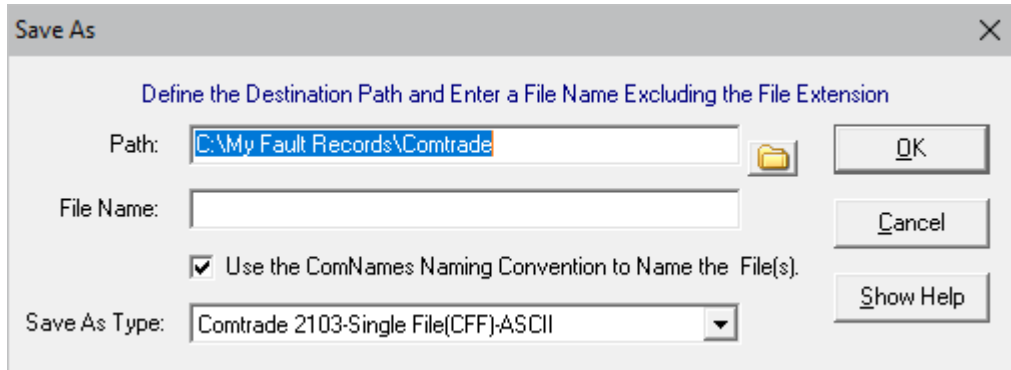 Save As
Define the Destination Path and Enter a File Name Excluding the File Extension
Path: C:\My Fault Records\Comtrade OK
File Name: Cancel
Use the ComNames Naming Convention to Name the File(s). Show Help
Save As Type: Comtrade 2103-Single File(CFF)-ASCII